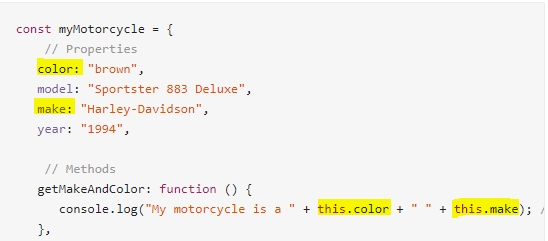 const myMotorcycle = {
// Properties
color: "brown",
model: "Sportster 883 Deluxe",
make: "Harley-Davidson",
year: "1994",
// Methods
getMakeAndColor: function () {
console.log("My motorcycle is a " + this.color + " " + this.make); /
},